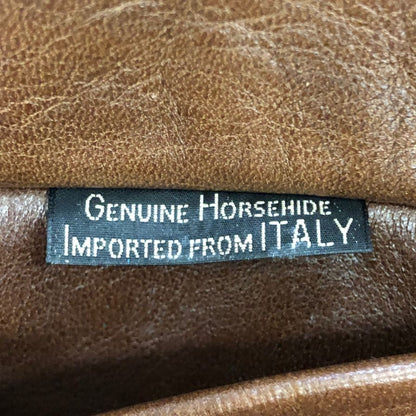 GENUINE HORSEHIDE
IMPORTED FROM ITALY